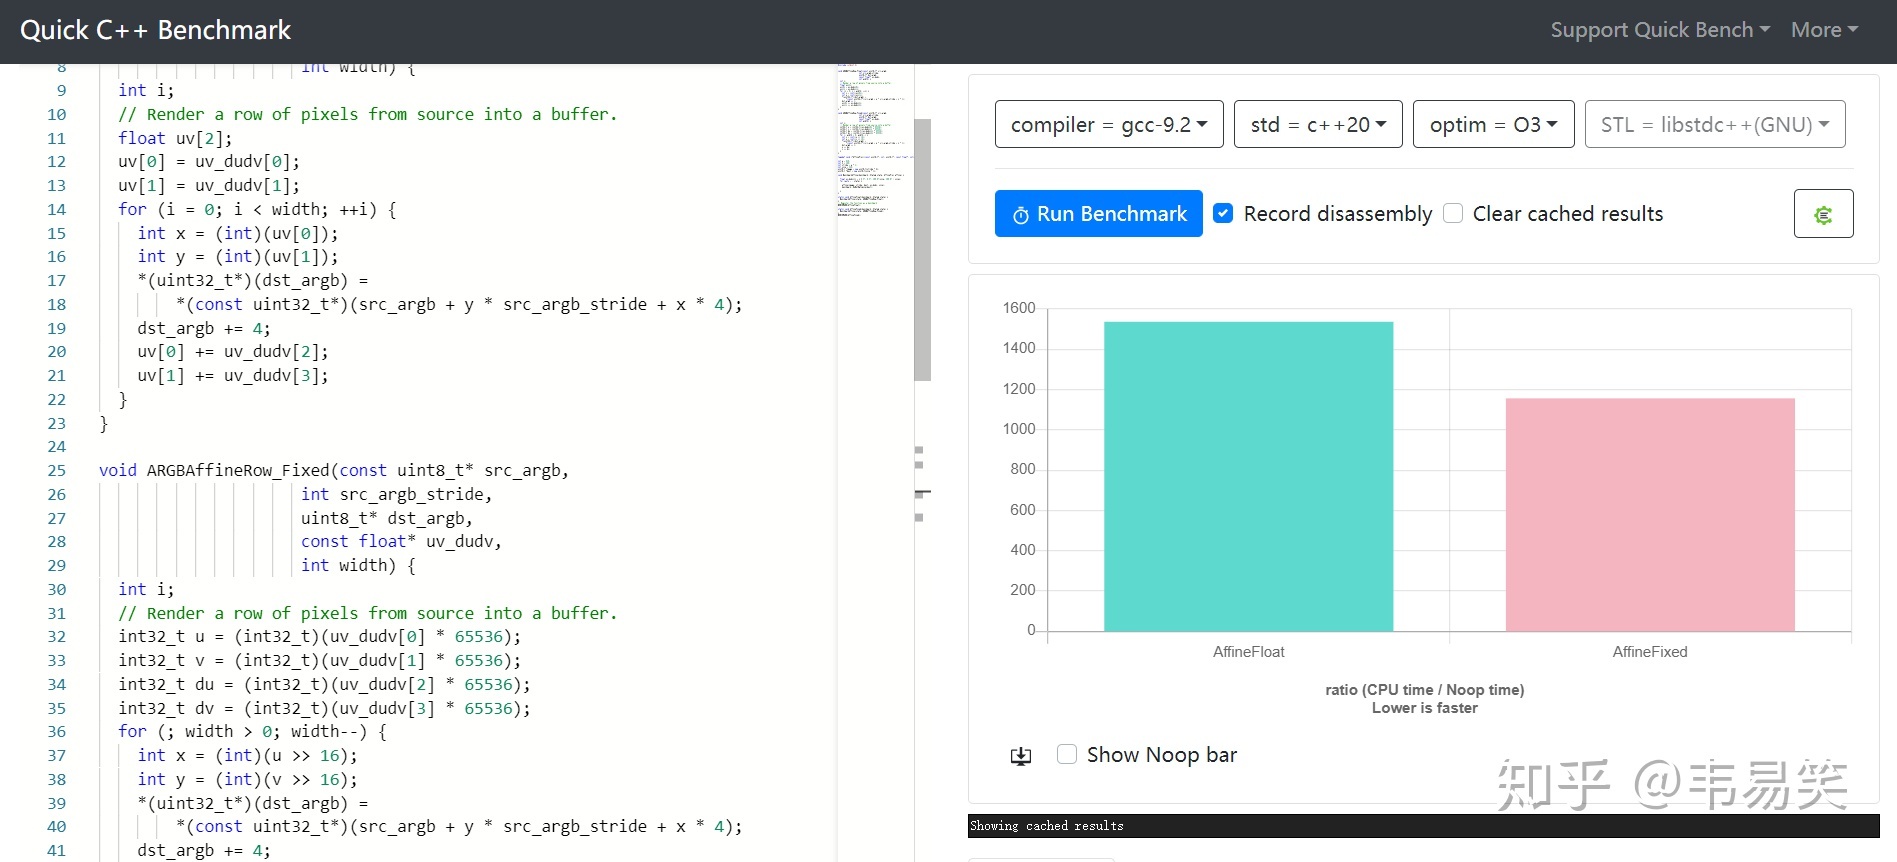 Quick C++ Benchmark
Support Quick Bench
More
8 int width) {
9 int i;
10 // Render a row of pixels from source into a buffer.
11 float uv[2];
12 uv[0] = uv_dudv[0];
13 uv[1] = uv_dudv[1];
14 for (i = 0; i < width; ++i) {
15 int x = (int)(uv[0]);
16 int y = (int)(uv[1]);
17 *(uint32_t*)(dst_argb) =
18 *(const uint32_t*)(src_argb + y * src_argb_stride + x * 4);
19 dst_argb += 4;
20 uv[0] += uv_dudv[2];
21 uv[1] += uv_dudv[3];
22 }
23 }
24
25 void ARGBAffineRow_Fixed(const uint8_t* src_argb,
26 int src_argb_stride,
27 uint8_t* dst_argb,
28 const float* uv_dudv,
29 int width) {
30 int i;
31 // Render a row of pixels from source into a buffer.
32 int32_t u = (int32_t)(uv_dudv[0] * 65536);
33 int32_t v = (int32_t)(uv_dudv[1] * 65536);
34 int32_t du = (int32_t)(uv_dudv[2] * 65536);
35 int32_t dv = (int32_t)(uv_dudv[3] * 65536);
36 for (; width > 0; width--) {
37 int x = (int)(u >> 16);
38 int y = (int)(v >> 16);
39 *(uint32_t*)(dst_argb) =
40 *(const uint32_t*)(src_argb + y * src_argb_stride + x * 4);
41 dst_argb += 4;
compiler = gcc-9.2
std = c++20
optim = O3
STL = libstdc++(GNU)
Run Benchmark
Record disassembly
Clear cached results
1600
1400
1200
1000
800
600
400
200
0
AffineFloat
AffineFixed
ratio (CPU time / Noop time)
Lower is faster
Show Noop bar
知乎 @韦易笑
Showing cached results